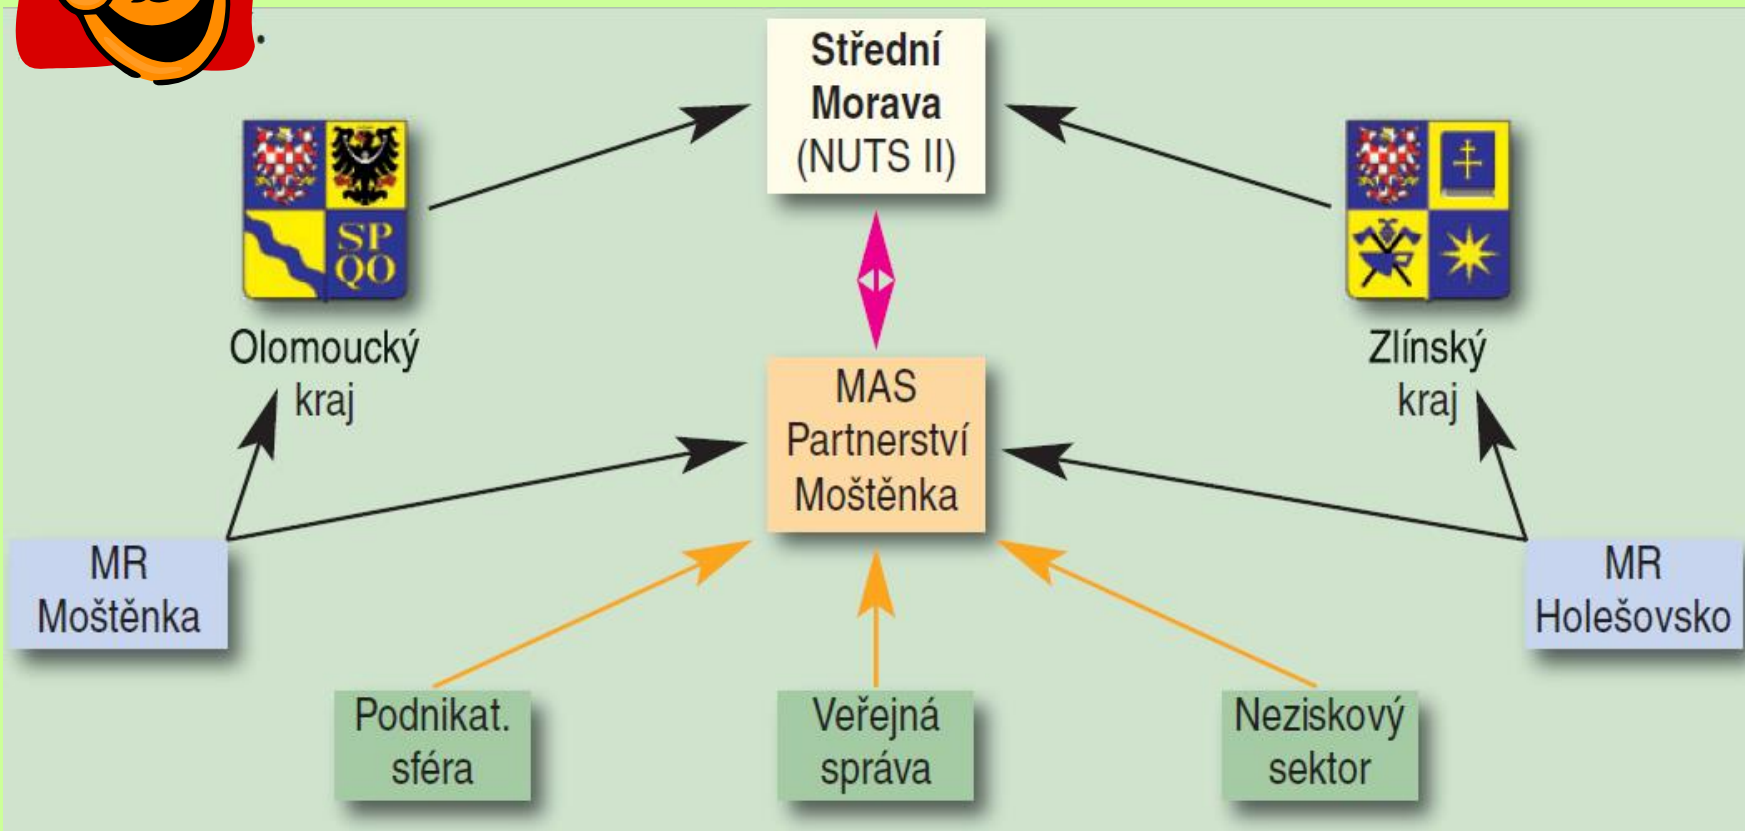 .
Střední
Morava
(NUTS II)
SP
QO
Olomoucký
kraj
Zlínský
kraj
MAS
Partnerství
Moštěnka
MR
Moštěnka
MR
Holešovsko
Podnikat.
sféra
Veřejná
správa
Neziskový
sektor